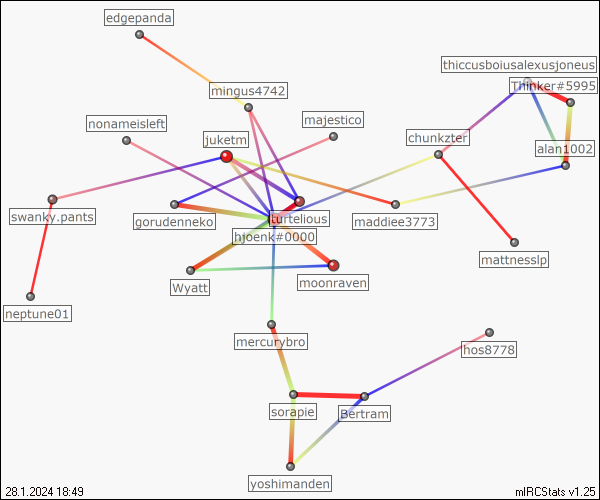 edgepanda
thiccusboiusalexusjoneus
Thinker#5995
mingus4742
majestico
nonameisleft
juketm
chunkzter
alan1002
swanky.pants
gorudenneko
turtelious
maddiee3773
hjoenk#0000
mattnesslp
Wyatt
moonraven
neptune01
mercurybro
hos8778
sorapie
Bertram
yoshimanden
28.1.2024 18:49
mIRCStats v1.25